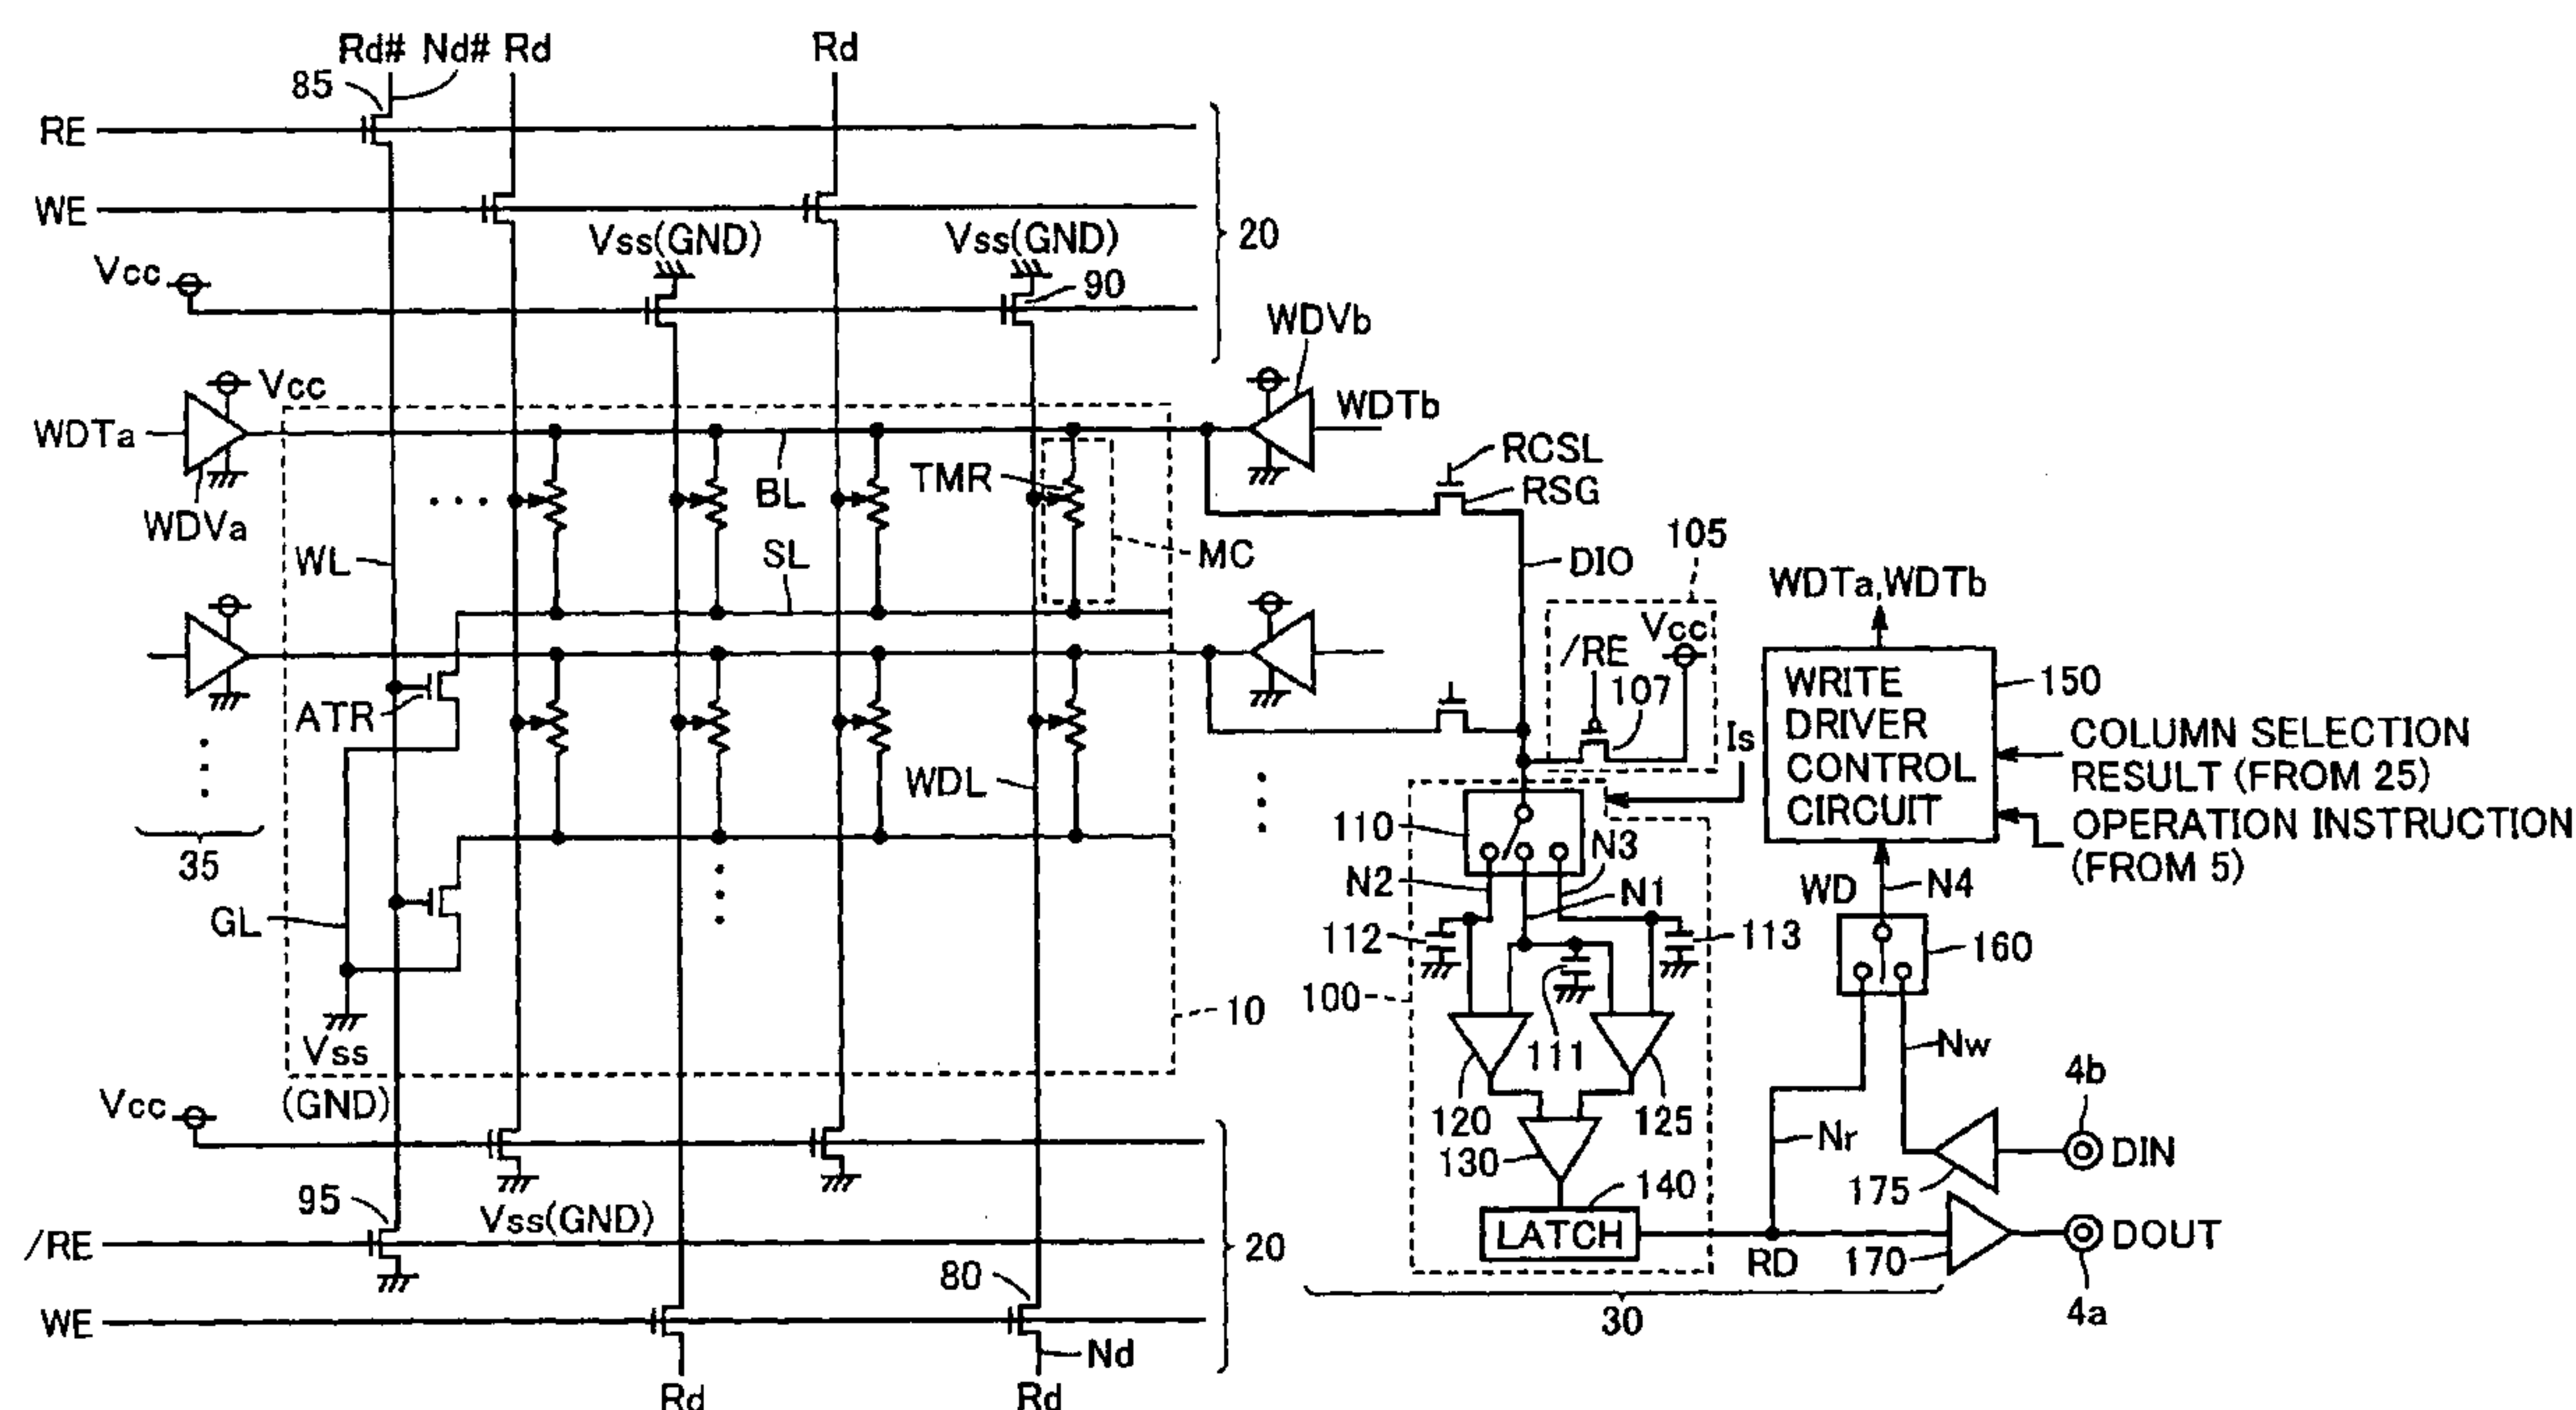 Rd# Nd# Rd Rd
85
RE
WE
Vss(GND) Vss(GND)
20
Vcc
90
WDVb
Vcc
WDTa
WDTb
RCSL
TMR
RSG
BL
WDVa
105
WL
SL
MC
DIO
WDTa,WDTb
/RE
Vcc
107
ATR
WRITE
DRIVER
CONTROL
CIRCUIT
150
Is
COLUMN SELECTION
RESULT (FROM 25)
OPERATION INSTRUCTION
(FROM 5)
WDL
110
N3
35
N2
N1
WD
N4
GL
112
113
160
100
10
Vss
(GND)
111
Nw
4b
Vcc
120
125
Nr
DIN
130
175
95
140
Vss(GND)
LATCH
DOUT
/RE
20
RD
170
80
30
4a
WE
Nd
Rd Rd